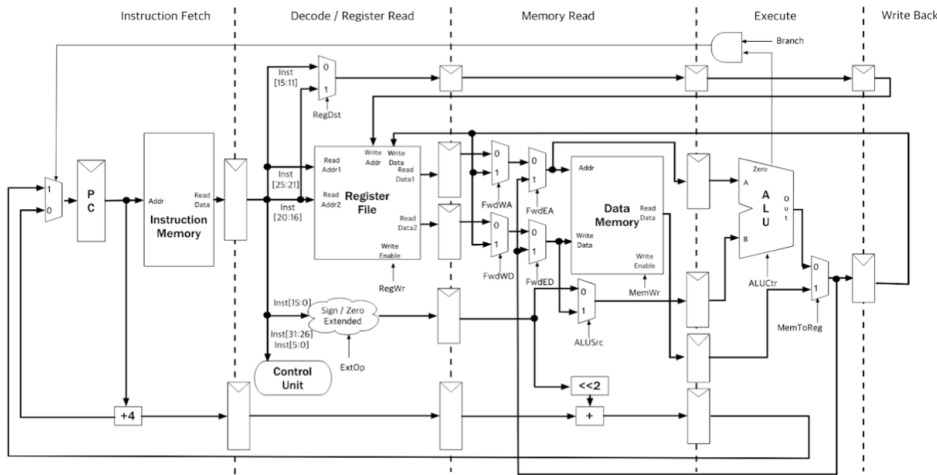 Instruction Fetch
Decode / Register Read
Memory Read
Execute
Write Back
Branch
Inst
[15:11]
0
1
RegDst
Zero
Read
Addr1
Write
Addr
Write
Data
Read
Data1
Register
File
Read
Addr2
Read
Data2
Write
Enable
RegWr
Inst
[25:21]
Inst
[20:16]
1
0
P
C
Addr
Read
Data
Instruction
Memory
0
1
FwdWA
0
1
FwdEA
0
1
FwdWD
0
1
FwdED
Addr
Data
Memory
Read
Data
Write
Data
Write
Enable
MemWr
A
B
A
L
U
Out
ALUCtr
0
1
MemToReg
0
1
ALUSrc
Inst[15:0]
Sign / Zero
Extended
ExtOp
Inst[31:26]
Inst[5:0]
Control
Unit
<<2
+4
+